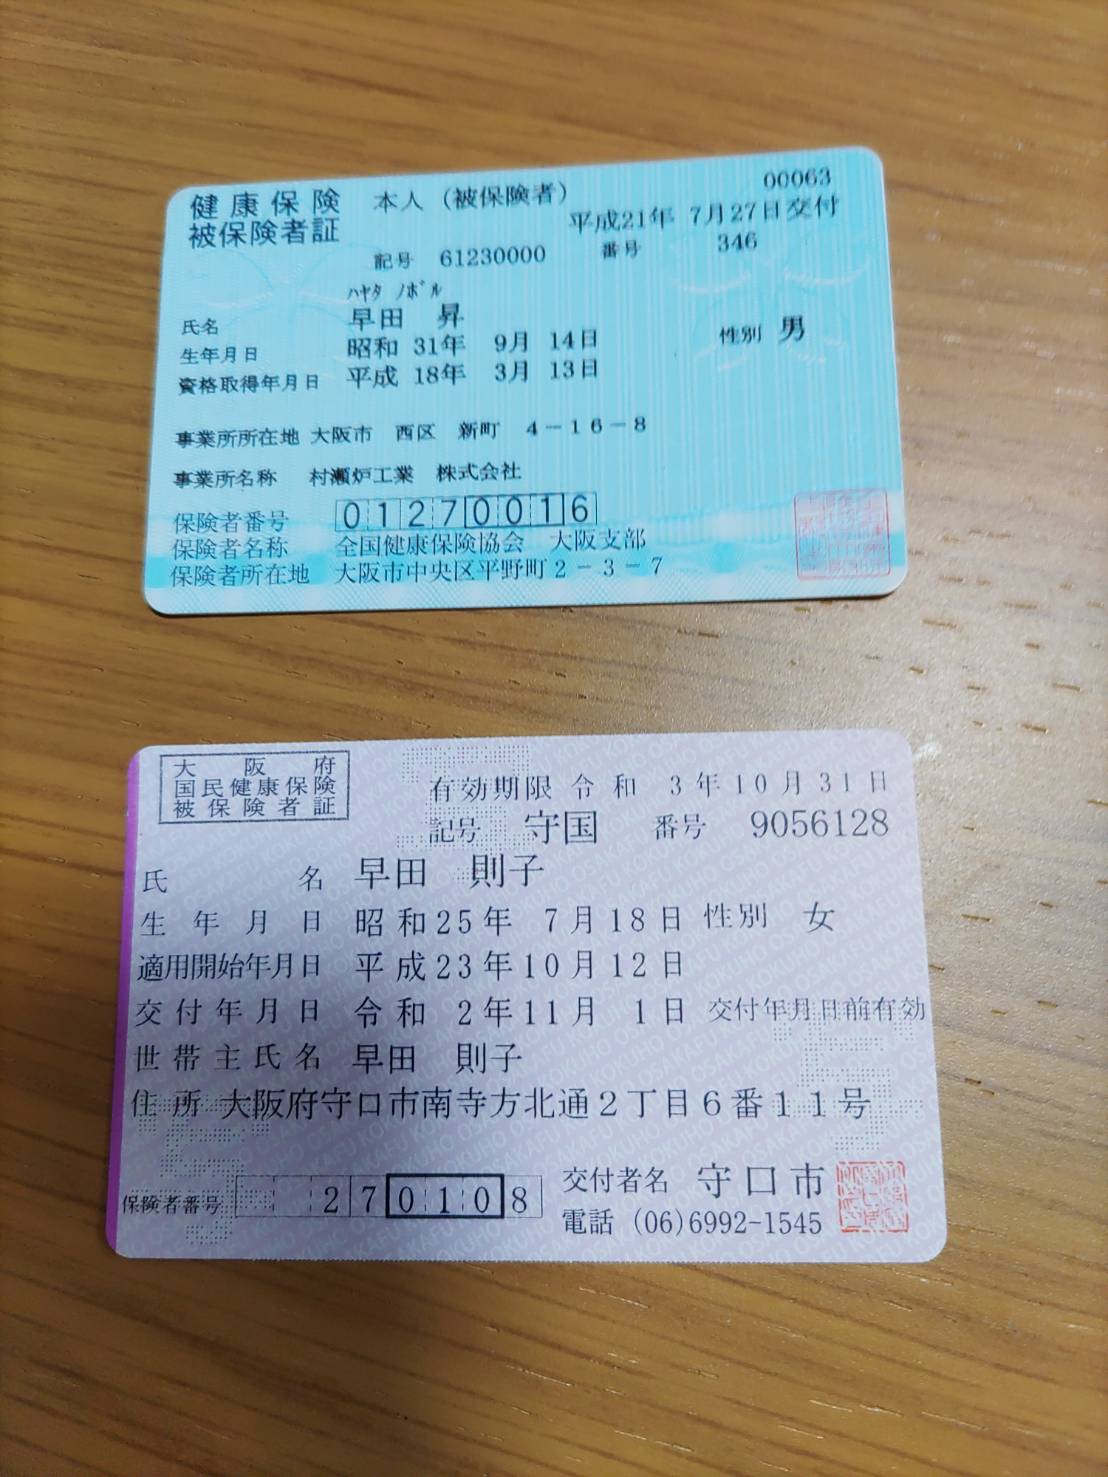 健康保険 本人（被保険者） 00063
被保険者証 平成21年 7月27日交付
記号 61230000 番号 346
ﾊﾔﾀ ﾉﾎﾞﾙ
氏名 早田 昇
生年月日 昭和 31年 9月 14日 性別 男
資格取得年月日 平成 18年 3月 13日
事業所所在地 大阪市 西区 新町 4－16－8
事業所名称 村瀬炉工業 株式会社
保険者番号 01270016
保険者名称 全国健康保険協会 大阪支部
保険者所在地 大阪市中央区平野町2－3－7
大阪府
国民健康保険
被保険者証
有効期限 令和 3年10月31日
記号 守国 番号 9056128
氏名 早田 則子
生年月日 昭和25年 7月18日 性別 女
適用開始年月日 平成23年10月12日
交付年月日 令和 2年11月 1日 交付年月日前有効
世帯主氏名 早田 則子
住所 大阪府守口市南寺方北通2丁目6番11号
保険者番号 270108
交付者名 守口市
電話 (06)6992-1545